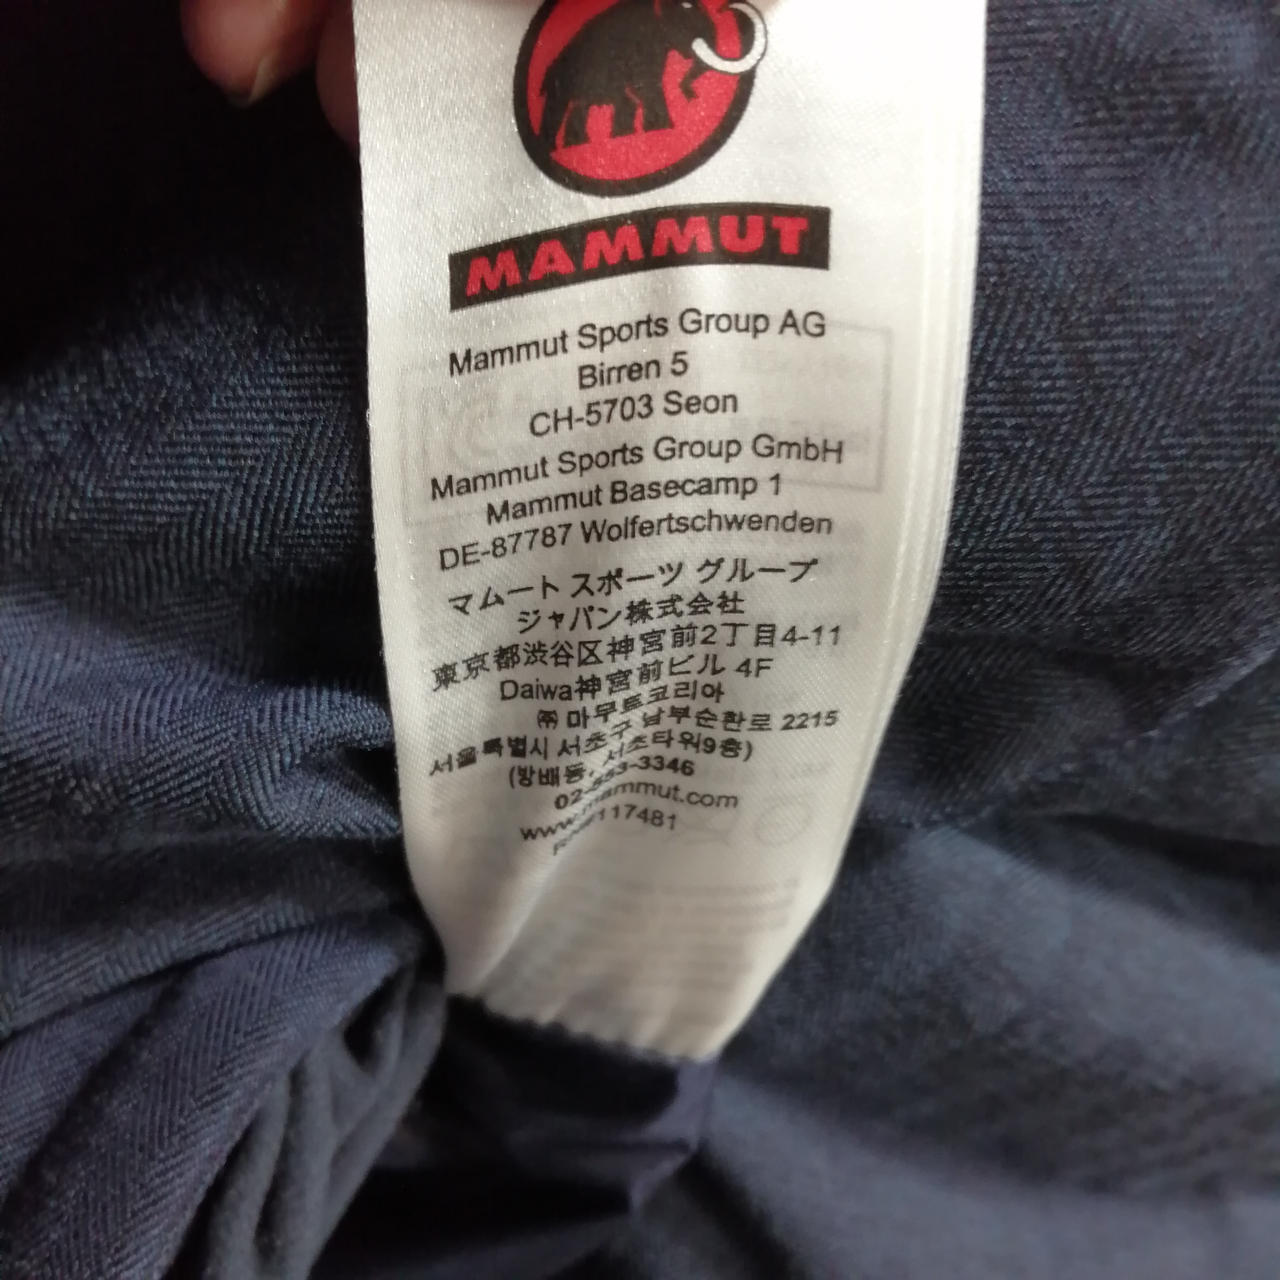 MAMMUT
Mammut Sports Group AG
Birren 5
CH-5703 Seon
Mammut Sports Group GmbH
Mammut Basecamp 1
DE-87787 Wolfertschwenden
マムート スポーツ グループ
ジャパン株式会社
東京都渋谷区神宮前2丁目4-11
Daiwa神宮前ビル 4F
㈜ 마무트코리아
서울특별시 서초구 남부순환로 2215
(방배동, 서초타워9층)
3346
www.mammut.com
117481